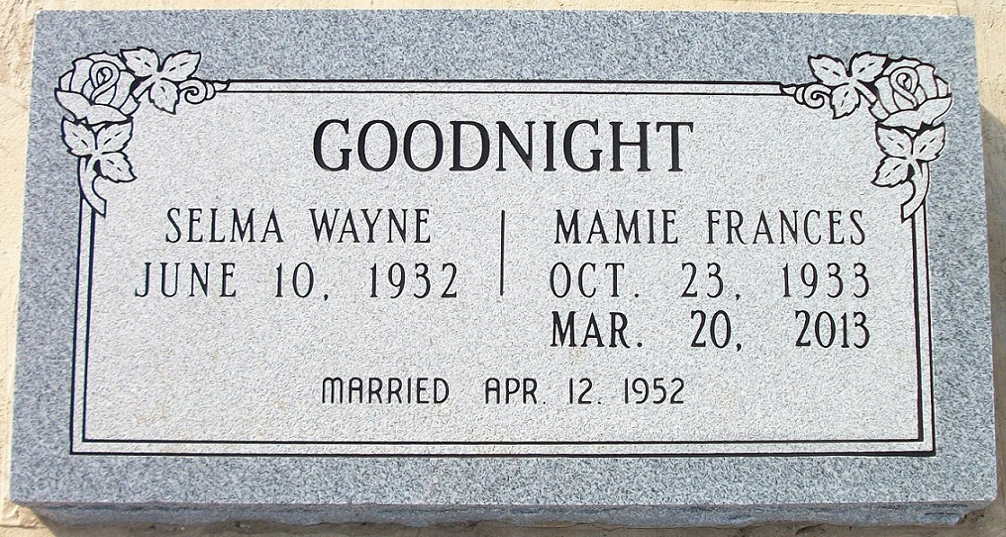 GOODNIGHT
SELMA WAYNE
JUNE 10, 1932
MAMIE FRANCES
OCT. 23, 1933
MAR. 20, 2013
MARRIED APR. 12. 1952